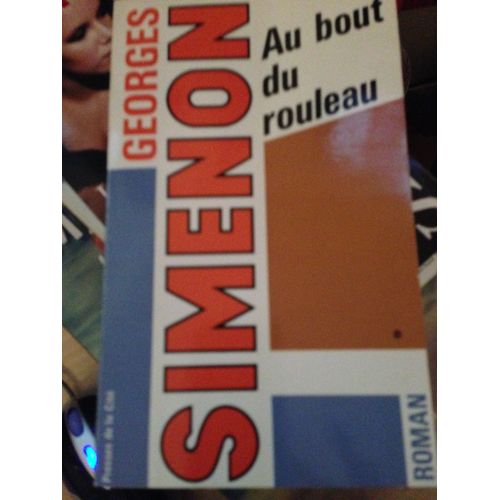 GEORGES
SIMENON
Au bout
du
rouleau
Presses de la Cité
ROMAN